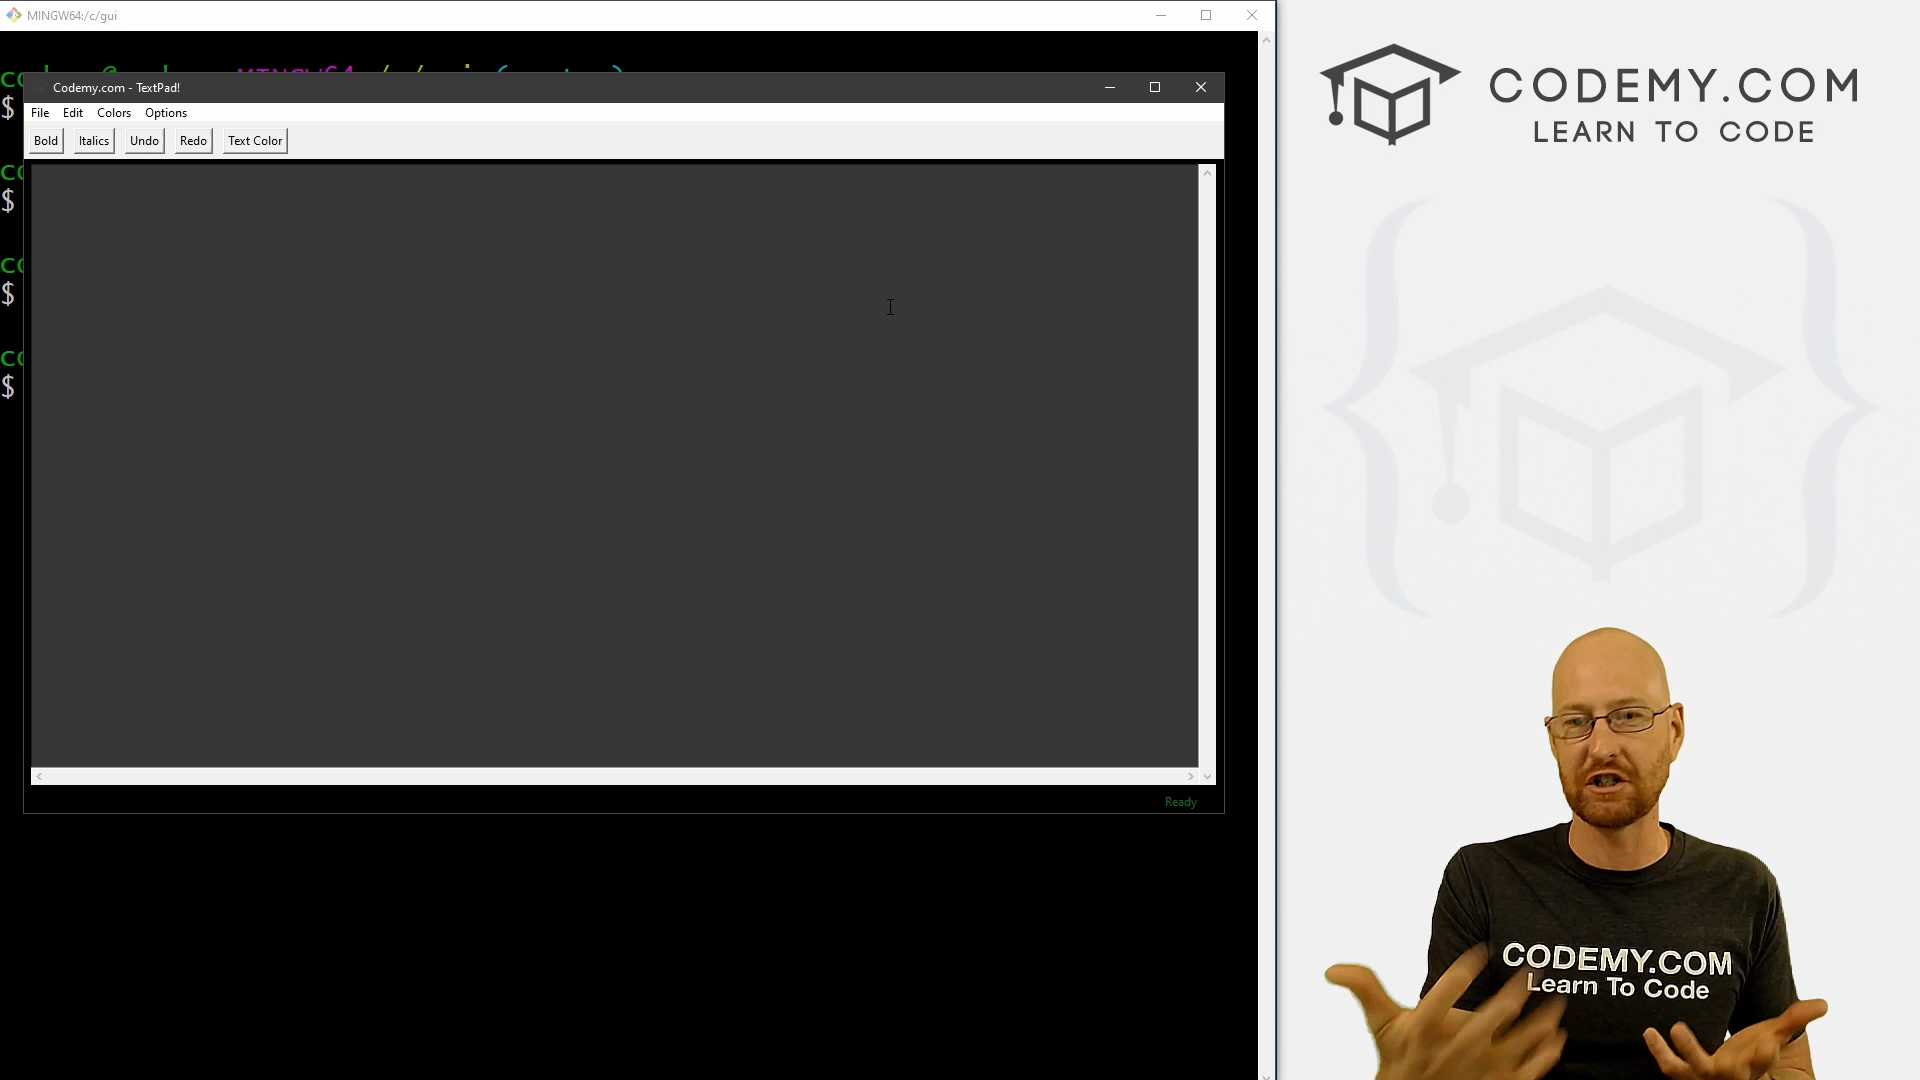 MINGW64:/c/gui
Codemy.com - TextPad!
File Edit Colors Options
Bold Italics Undo Redo Text Color
$
$
$
$
Ready
CODEMY.COM
LEARN TO CODE
CODEMY.COM
Learn To Code